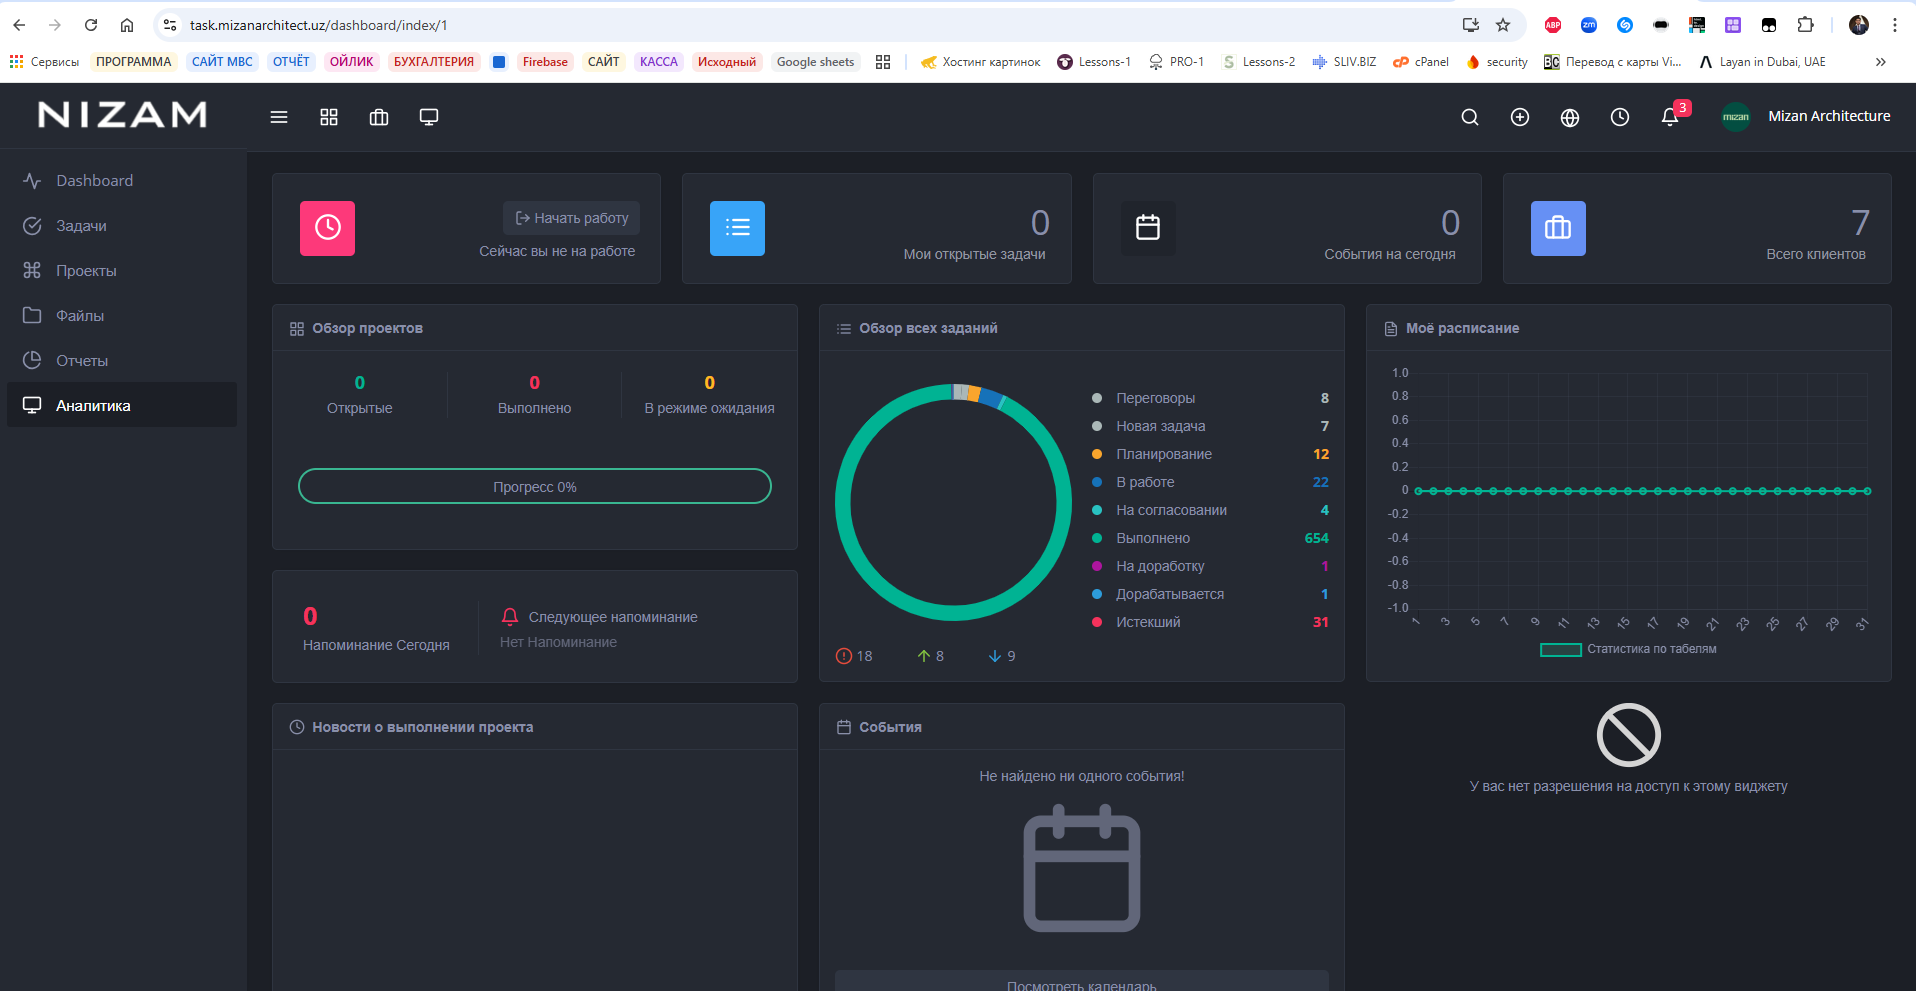 task.mizanarchitect.uz/dashboard/index/1
ABP
zm
Сервисы
ПРОГРАММА
САЙТ МВС
ОТЧЁТ
ОЙЛИК
БУХГАЛТЕРИЯ
Firebase
САЙТ
КАССА
Исходный
Google sheets
Хостинг картинок
Lessons-1
PRO-1
Lessons-2
SLIV.BIZ
cPanel
security
Перевод с карты Vi...
Layan in Dubai, UAE
NIZAM
3
mizan
Mizan Architecture
Dashboard
Задачи
Проекты
Файлы
Отчеты
Аналитика
Начать работу
Сейчас вы не на работе
0
Мои открытые задачи
0
События на сегодня
7
Всего клиентов
Обзор проектов
0
Открытые
0
Выполнено
0
В режиме ожидания
Прогресс 0%
0
Напоминание Сегодня
Следующее напоминание
Нет Напоминание
Обзор всех заданий
Переговоры 8
Новая задача 7
Планирование 12
В работе 22
На согласовании 4
Выполнено 654
На доработку 1
Дорабатывается 1
Истекший 31
18
8
9
Моё расписание
1.0
0.8
0.6
0.4
0.2
0
-0.2
-0.4
-0.6
-0.8
-1.0
1 3 5 7 9 11 13 15 17 19 21 23 25 27 29 31
Статистика по табелям
Новости о выполнении проекта
События
Не найдено ни одного события!
Посмотреть календарь
У вас нет разрешения на доступ к этому виджету